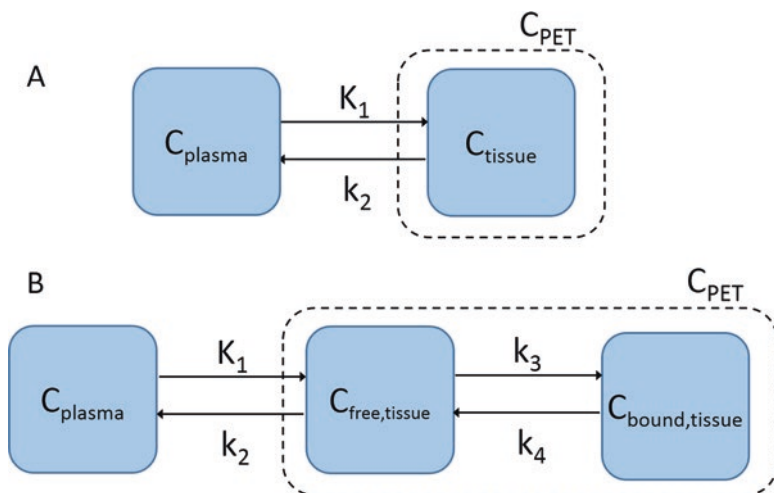 C_PET
A
K_1
C_plasma
C_tissue
k_2
B
C_PET
K_1
k_3
C_plasma
C_free,tissue
C_bound,tissue
k_2
k_4